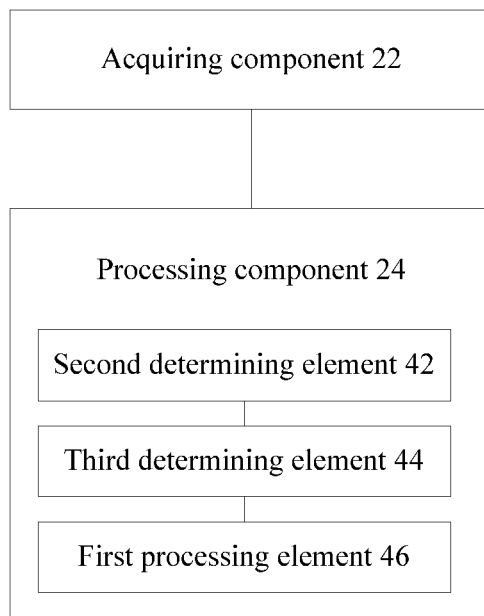 Acquiring component 22
Processing component 24
Second determining element 42
Third determining element 44
First processing element 46